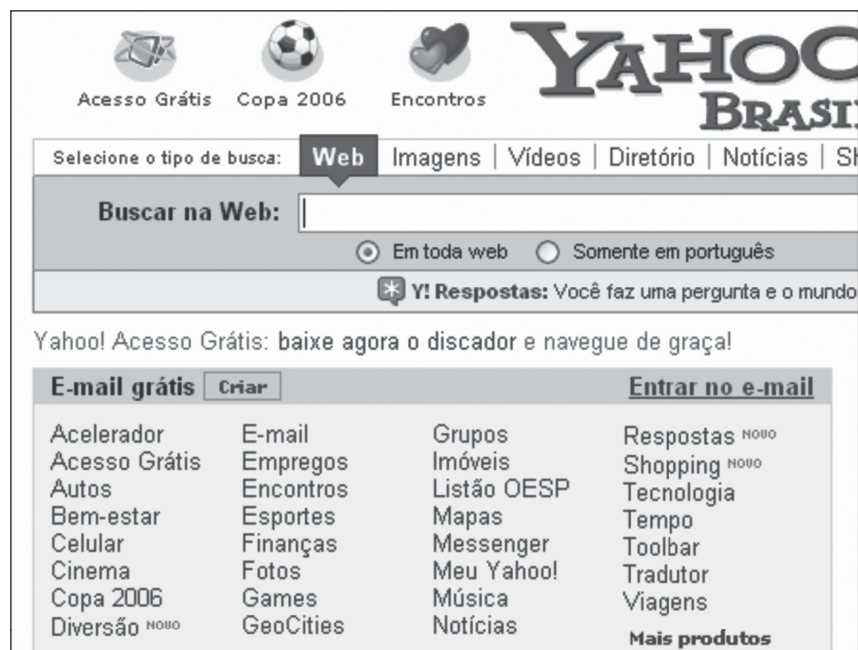 YAHOO
BRASIL
Acesso Grátis Copa 2006 Encontros
Selecione o tipo de busca: Web Imagens | Vídeos | Diretório | Notícias | Sh
Buscar na Web:
Em toda web Somente em português
Y! Respostas: Você faz uma pergunta e o mundo
Yahoo! Acesso Grátis: baixe agora o discador e navegue de graça!
E-mail grátis Criar Entrar no e-mail
Acelerador E-mail Grupos Respostas NOVO
Acesso Grátis Empregos Imóveis Shopping NOVO
Autos Encontros Listão OESP Tecnologia
Bem-estar Esportes Mapas Tempo
Celular Finanças Messenger Toolbar
Cinema Fotos Meu Yahoo! Tradutor
Copa 2006 Games Música Viagens
Diversão NOVO GeoCities Notícias Mais produtos